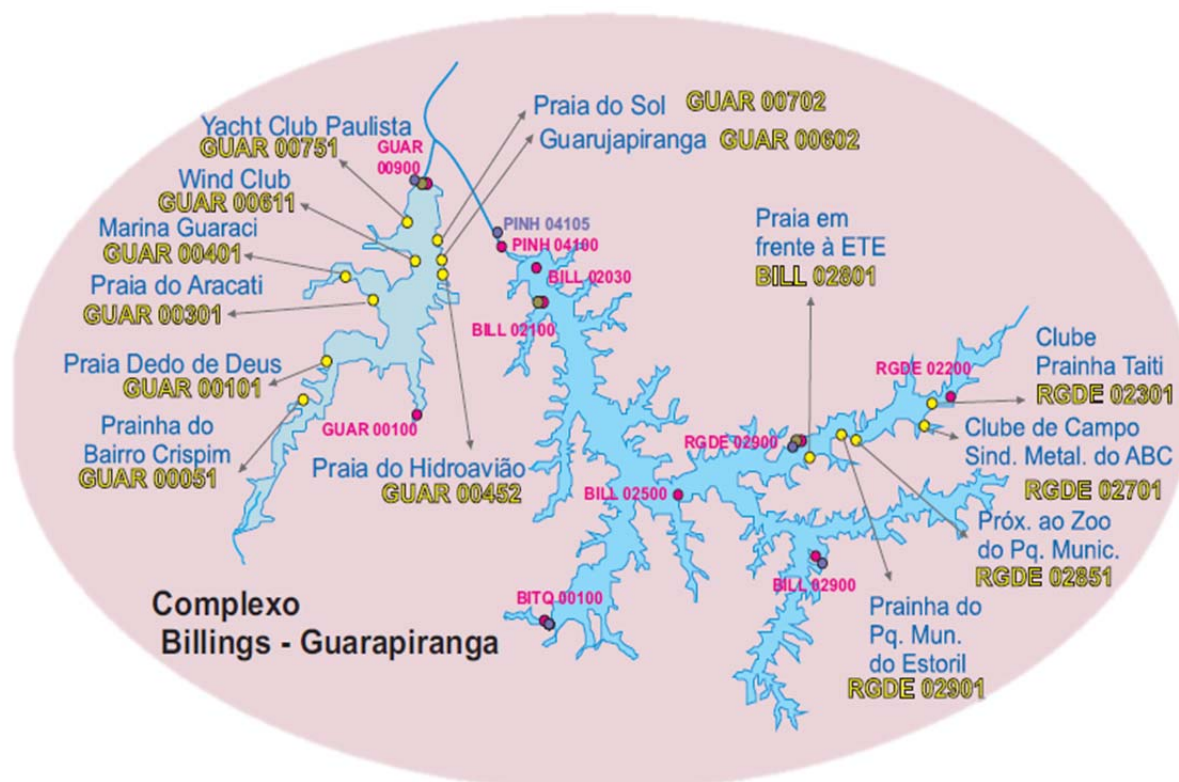 Praia do Sol GUAR 00702
Guarujapiranga GUAR 00602
Yacht Club Paulista
GUAR 00751
GUAR
00900
Wind Club
GUAR 00611
Marina Guaraci
GUAR 00401
Praia do Aracati
GUAR 00301
Praia Dedo de Deus
GUAR 00101
Prainha do
Bairro Crispim
GUAR 00051
GUAR 00100
Praia do Hidroavião
GUAR 00452
PINH 04105
PINH 04100
BILL 02030
BILL 02100
Praia em
frente à ETE
BILL 02801
RGDE 02200
Clube
Prainha Taiti
RGDE 02301
Clube de Campo
Sind. Metal. do ABC
RGDE 02701
RGDE 02900
BILL 02500
Próx. ao Zoo
do Pq. Munic.
RGDE 02851
BILL 02900
Prainha do
Pq. Mun.
do Estoril
RGDE 02901
BITQ 00100
Complexo
Billings - Guarapiranga